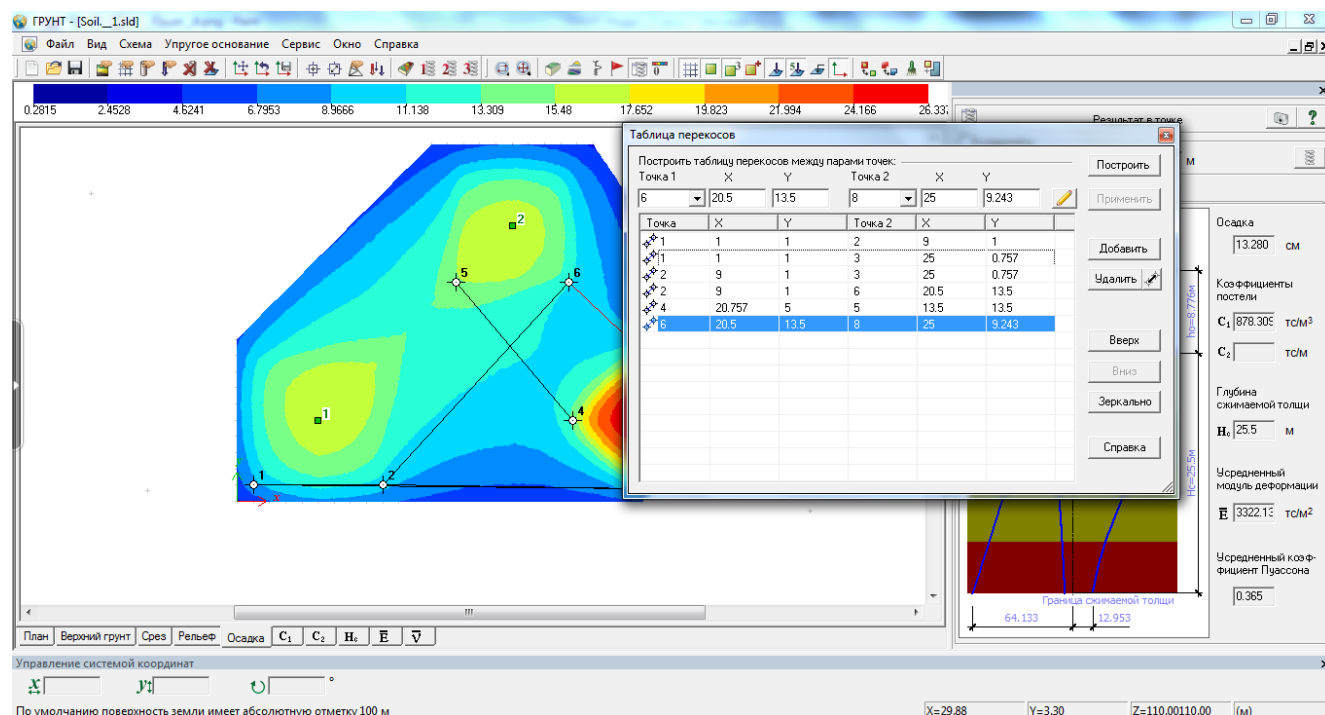 ГРУНТ - [Soil._1.sld]
Файл Вид Схема Упругое основание Сервис Окно Справка
0.2815 2.4528 4.6241 6.7953 8.9666 11.138 13.309 15.48 17.652 19.823 21.994 24.166 26.337
Результат в точке
Таблица перекосов
Построить таблицу перекосов между парами точек:
Точка 1 X Y Точка 2 X Y
6 20.5 13.5 8 25 9.243
Построить
Применить
Добавить
Удалить
Вверх
Вниз
Зеркально
Справка
Точка X Y Точка 2 X Y
1 1 1 2 9 1
1 1 1 3 25 0.757
2 9 1 3 25 0.757
2 9 1 6 20.5 13.5
4 20.757 5 5 13.5 13.5
6 20.5 13.5 8 25 9.243
2
5
6
1
4
1
2
x
м
Осадка
13.280 см
Коэффициенты
постели
C₁ 878.309 тс/м³
C₂ тс/м
Глубина
сжимаемой толщи
Hc 25.5 м
Усредненный
модуль деформации
E 3322.13 тс/м²
Усредненный коэф-
фициент Пуассона
0.365
ho=8.776м
Hc=25.5м
Граница сжимаемой толщи
64.133 12.953
План Верхний грунт Срез Рельеф Осадка C₁ C₂ Hc E V
Управление системой координат
x y °
По умолчанию поверхность земли имеет абсолютную отметку 100 м
X=29.88 Y=3.30 Z=110.00110.00 (м)